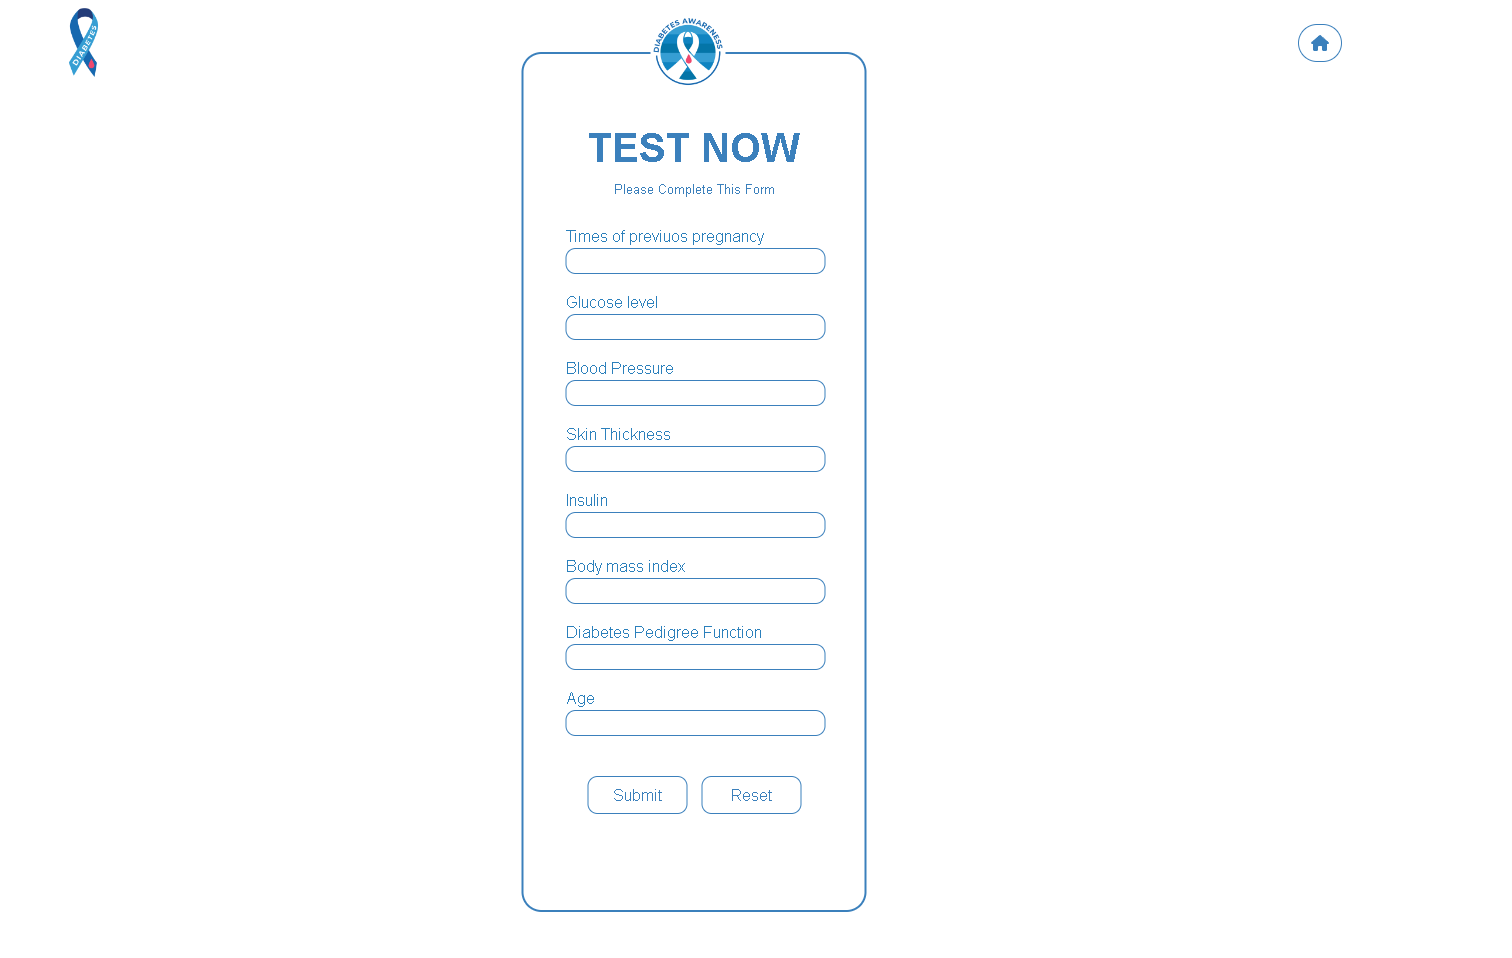 DIABETES
DIABETES AWARENESS
TEST NOW
Please Complete This Form
Times of previuos pregnancy
Glucose level
Blood Pressure
Skin Thickness
Insulin
Body mass index
Diabetes Pedigree Function
Age
Submit
Reset